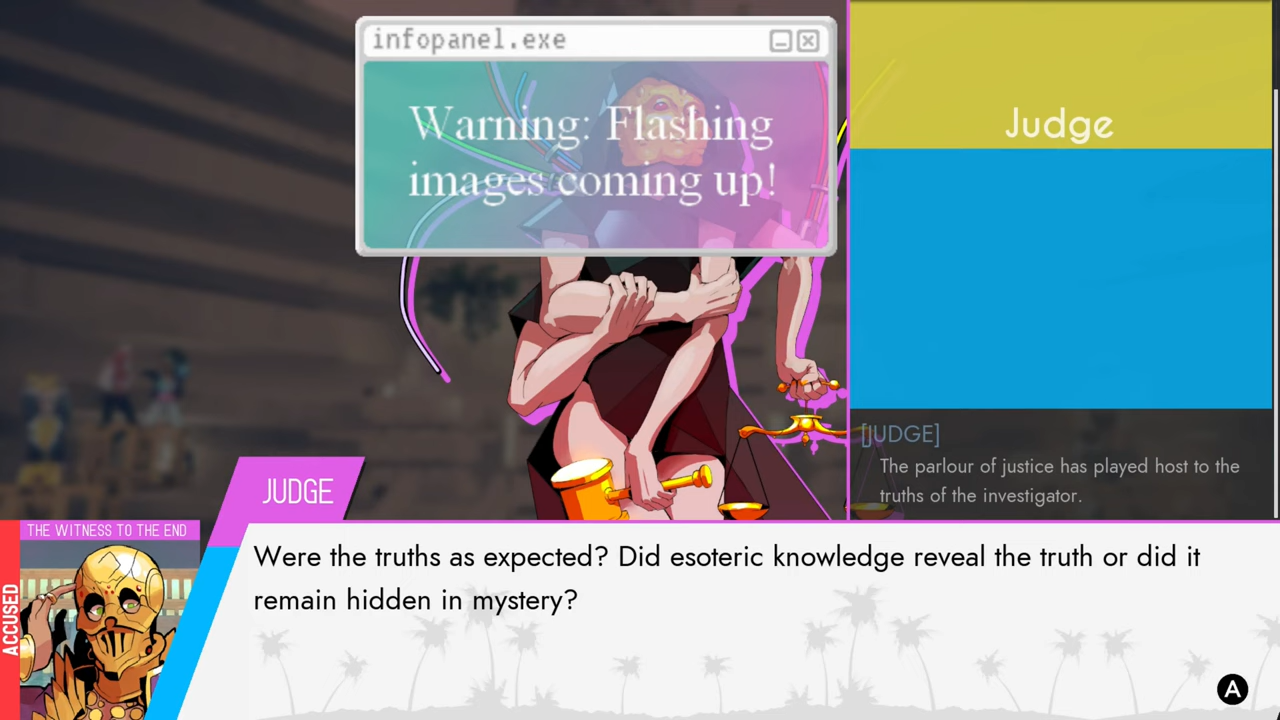 infopanel.exe
Warning: Flashing
images coming up!
Judge
[JUDGE]
The parlour of justice has played host to the
truths of the investigator.
JUDGE
THE WITNESS TO THE END
ACCUSED
Were the truths as expected? Did esoteric knowledge reveal the truth or did it
remain hidden in mystery?
A